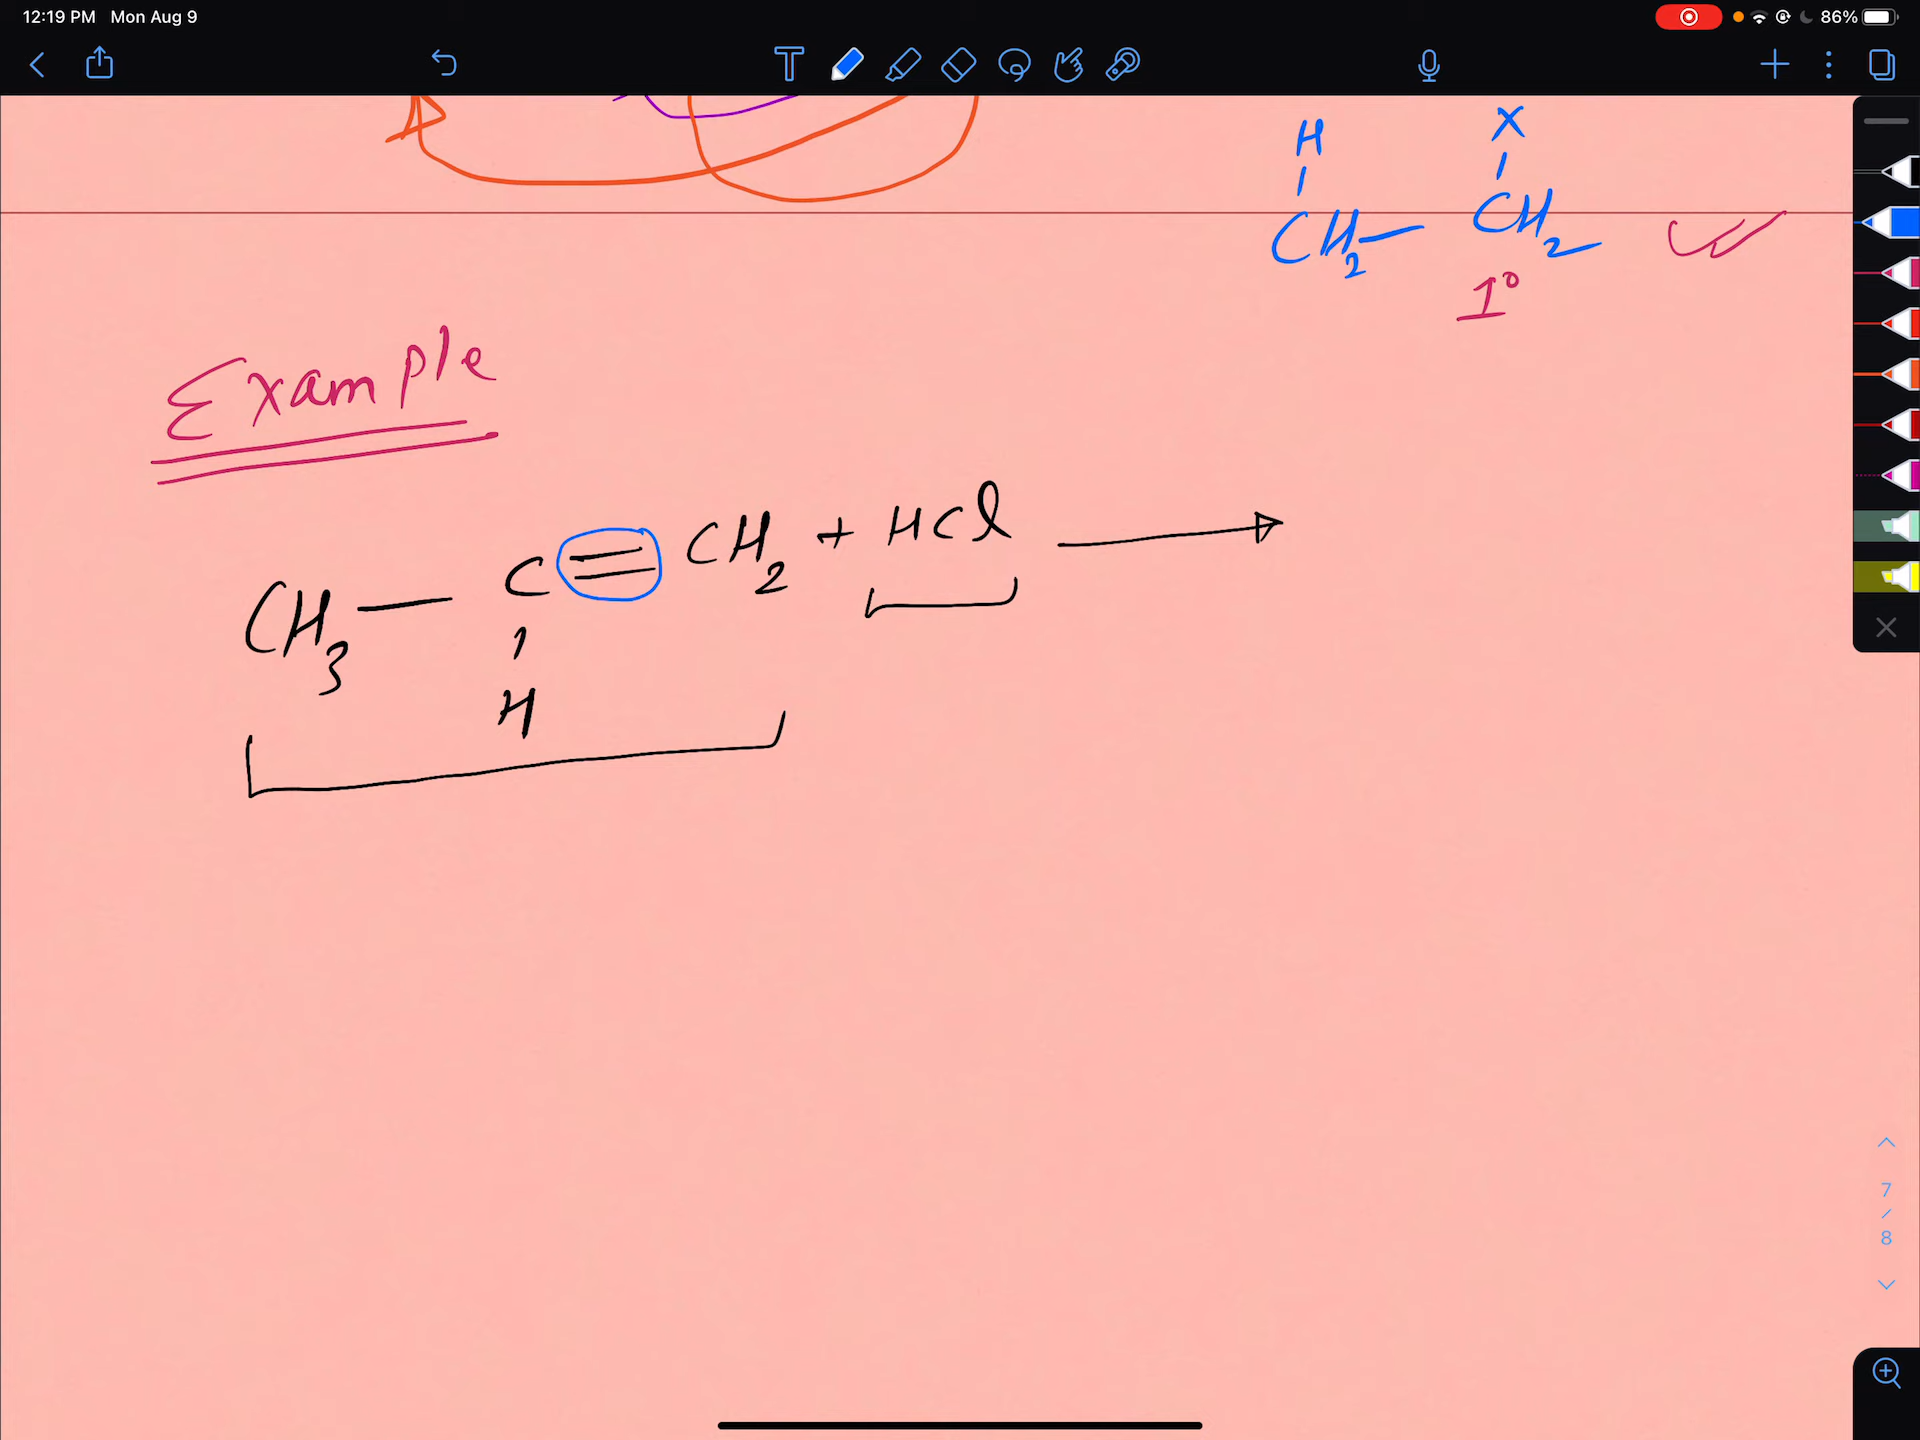 12:19 PM Mon Aug 9
86%
H X
CH2— CH2—
1°
Example
CH3 — C = CH2 + HCl →
H
7
/
8